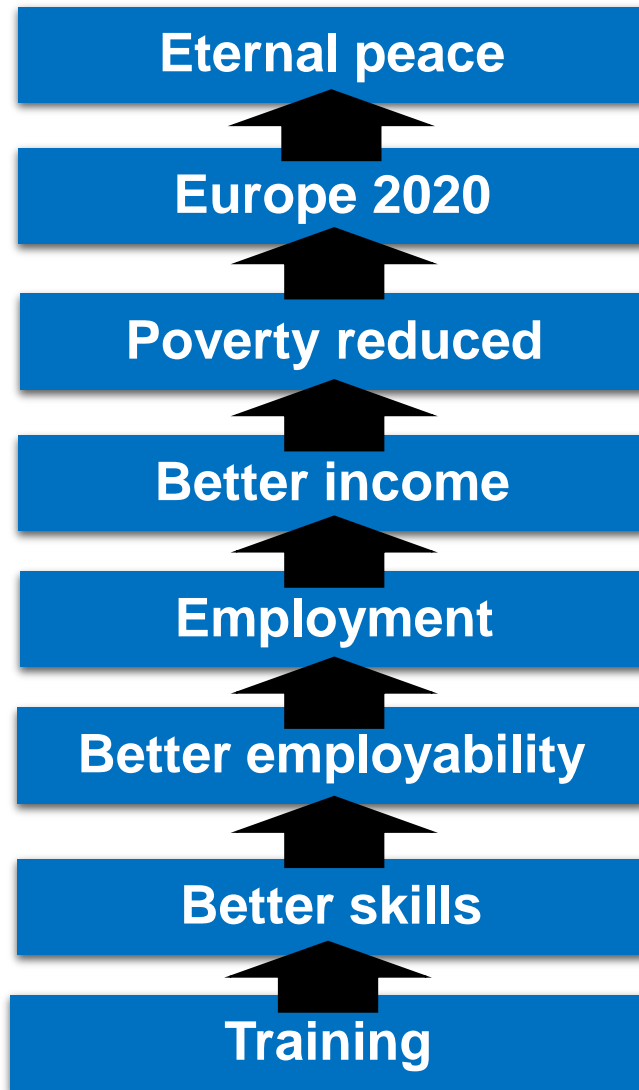 Eternal peace
Europe 2020
Poverty reduced
Better income
Employment
Better employability
Better skills
Training